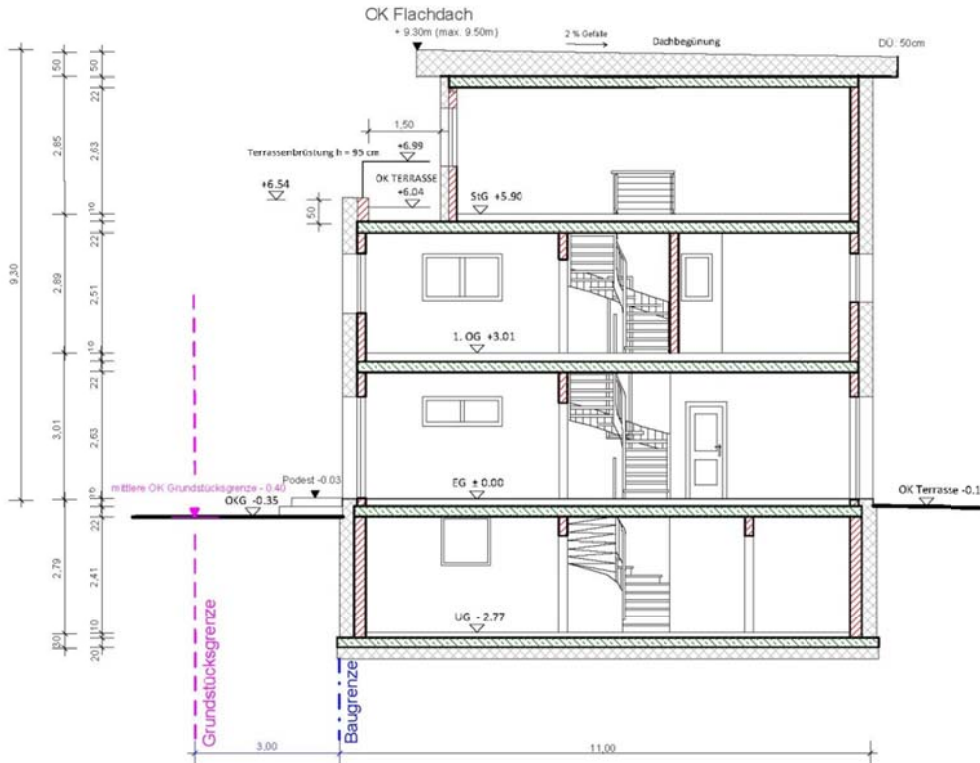 OK Flachdach
+ 9.30m (max. 9.50m)
2 % Gefälle
Dachbegünung
DÜ: 50cm
50
50
22
2,85
2,63
1,50
Terrassenbrüstung h = 95 cm
+6.99
OK TERRASSE
+6.54
+6.04
50
StG +5.90
10
22
9,30
2,89
2,51
1. OG +3.01
10
22
3,01
2,63
mittlere OK Grundstücksgrenze - 0.40
Podest -0.03
OKG -0.35
EG ± 0.00
OK Terrasse -0.1
10
22
2,79
2,41
UG - 2.77
10
30
20
Grundstücksgrenze
Baugrenze
3,00
11,00